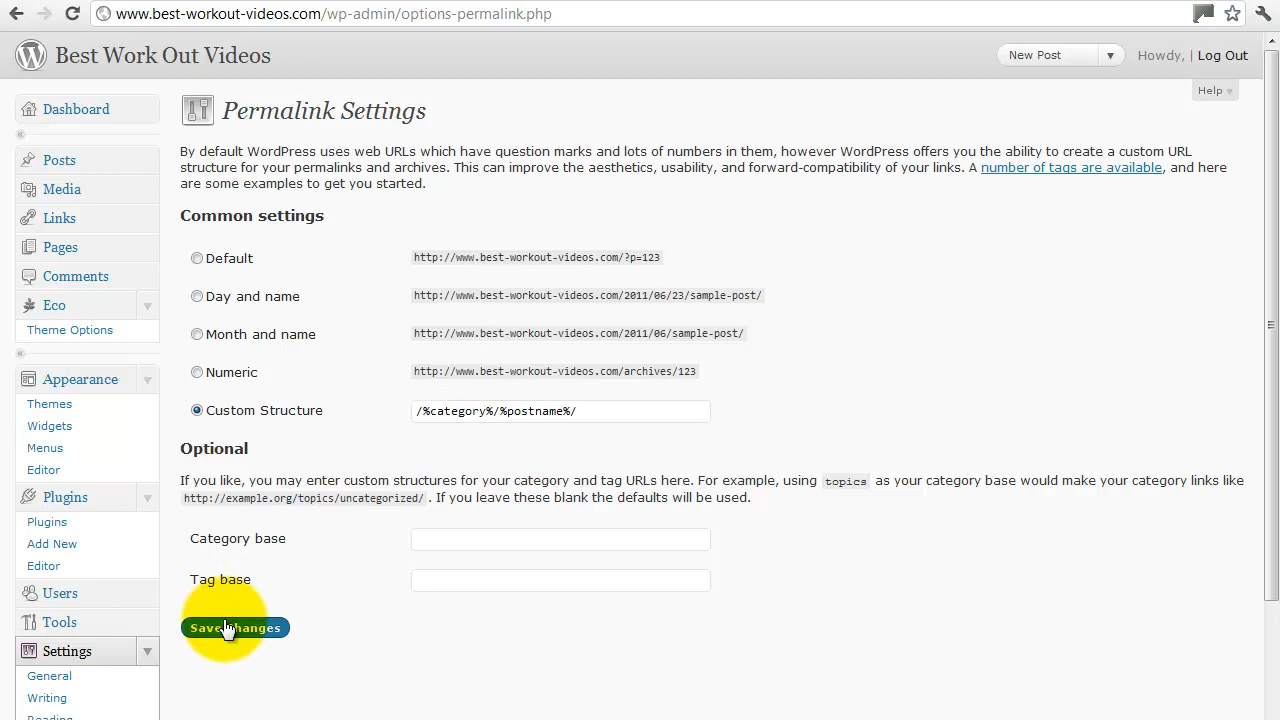 www.best-workout-videos.com/wp-admin/options-permalink.php
Best Work Out Videos
New Post
Howdy, | Log Out
Help
Dashboard
Posts
Media
Links
Pages
Comments
Eco
Theme Options
Appearance
Themes
Widgets
Menus
Editor
Plugins
Plugins
Add New
Editor
Users
Tools
Settings
General
Writing
Reading
Permalink Settings
By default WordPress uses web URLs which have question marks and lots of numbers in them, however WordPress offers you the ability to create a custom URL
structure for your permalinks and archives. This can improve the aesthetics, usability, and forward-compatibility of your links. A number of tags are available, and here
are some examples to get you started.
Common settings
Default http://www.best-workout-videos.com/?p=123
Day and name http://www.best-workout-videos.com/2011/06/23/sample-post/
Month and name http://www.best-workout-videos.com/2011/06/sample-post/
Numeric http://www.best-workout-videos.com/archives/123
Custom Structure /%category%/%postname%/
Optional
If you like, you may enter custom structures for your category and tag URLs here. For example, using topics as your category base would make your category links like
http://example.org/topics/uncategorized/ . If you leave these blank the defaults will be used.
Category base
Tag base
Save Changes